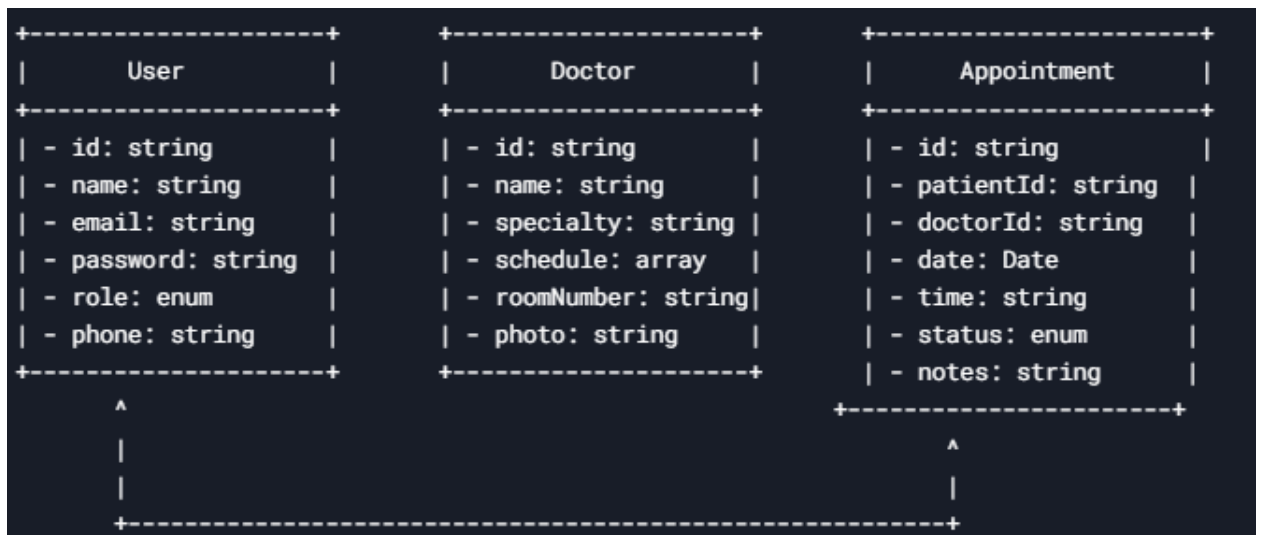 +---------------------+       +---------------------+       +-----------------------+
|        User         |       |       Doctor        |       |      Appointment      |
+---------------------+       +---------------------+       +-----------------------+
| - id: string        |       | - id: string        |       | - id: string          |
| - name: string      |       | - name: string      |       | - patientId: string  |
| - email: string     |       | - specialty: string |       | - doctorId: string   |
| - password: string  |       | - schedule: array   |       | - date: Date         |
| - role: enum        |       | - roomNumber: string|       | - time: string       |
| - phone: string     |       | - photo: string     |       | - status: enum       |
+---------------------+       +---------------------+       | - notes: string      |
       ^                                                  +-----------------------+
       |                                                          ^
       |                                                          |
       +----------------------------------------------------------+